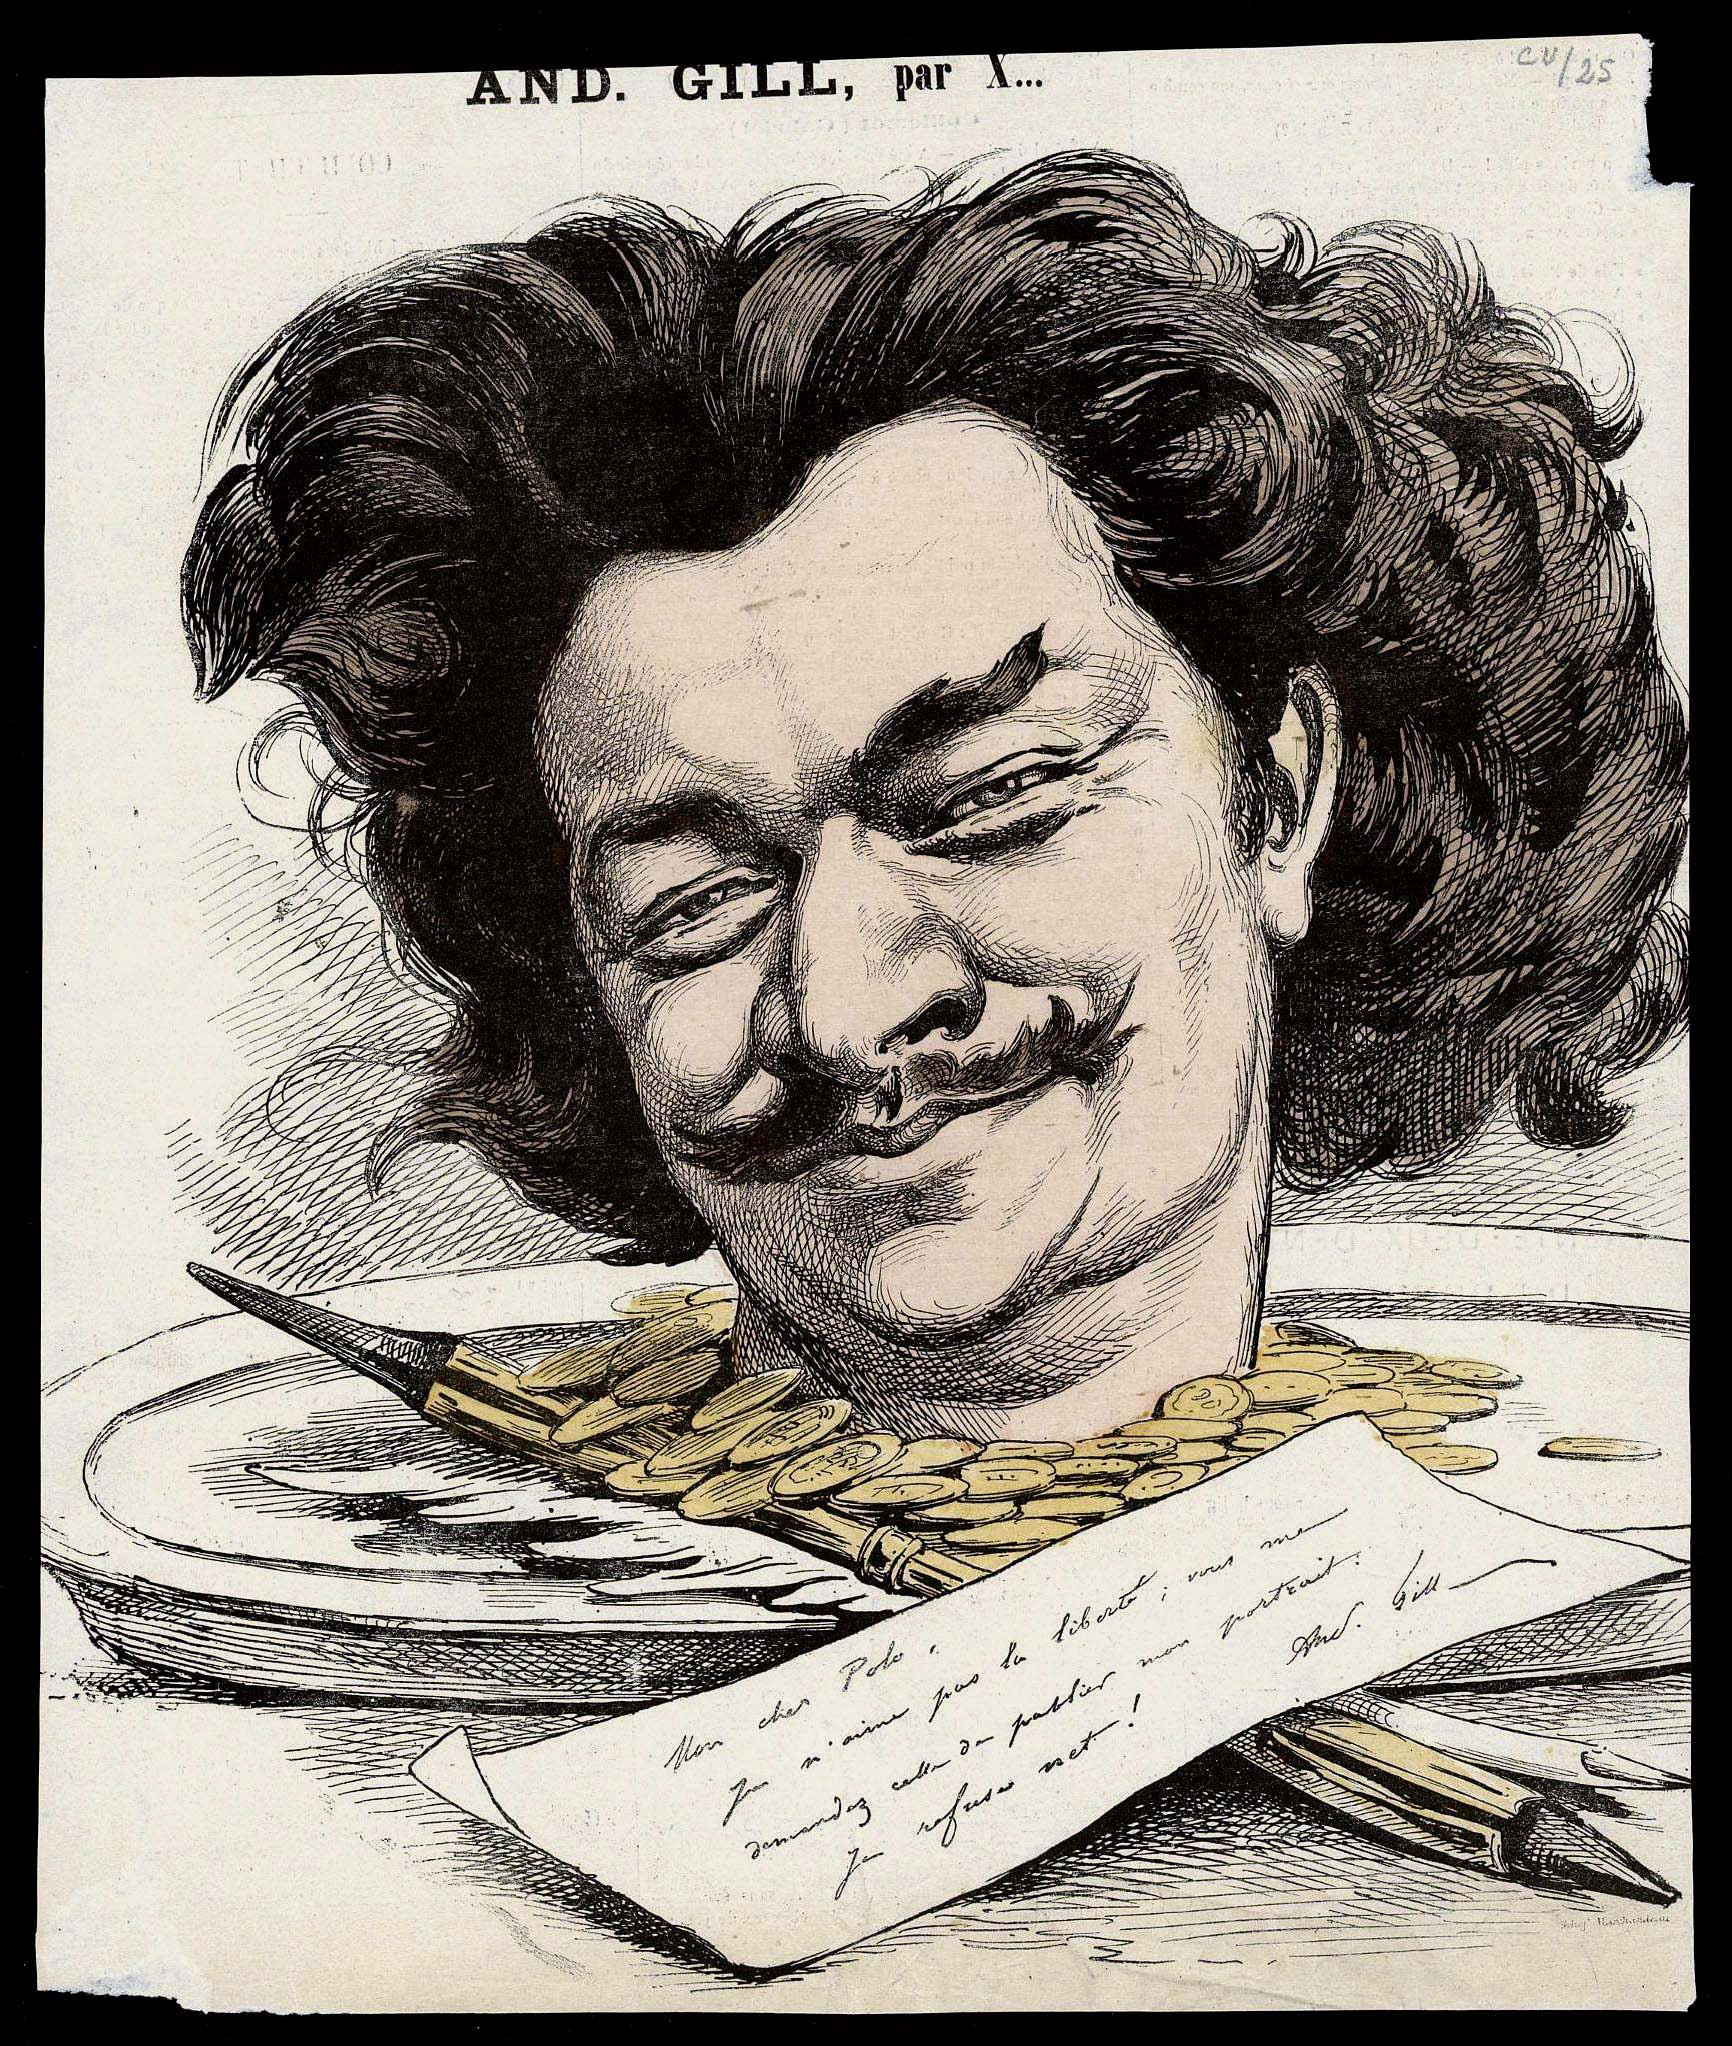 AND. GILL, par X...
CV/25
Mon cher Polo :
Je n'aime pas la liberté ; vous me
demandez celle de publier mon portrait.
Je refuse net !
And. Gill